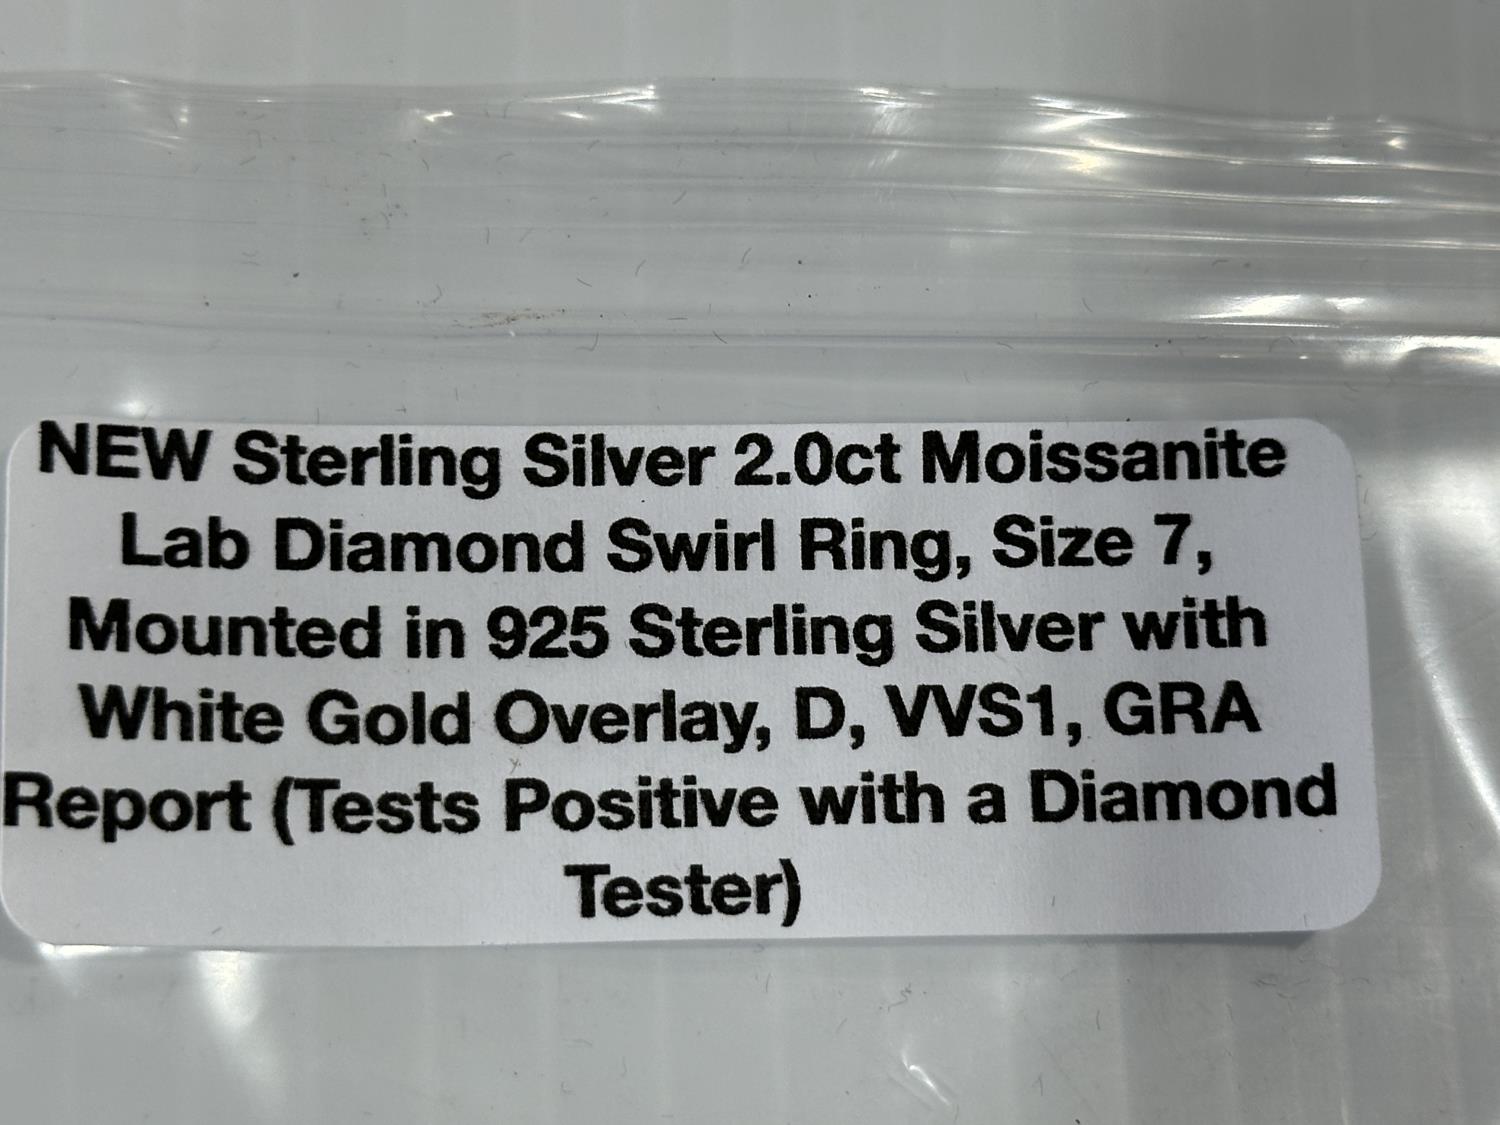 NEW Sterling Silver 2.0ct Moissanite
Lab Diamond Swirl Ring, Size 7,
Mounted in 925 Sterling Silver with
White Gold Overlay, D, VVS1, GRA
Report (Tests Positive with a Diamond
Tester)